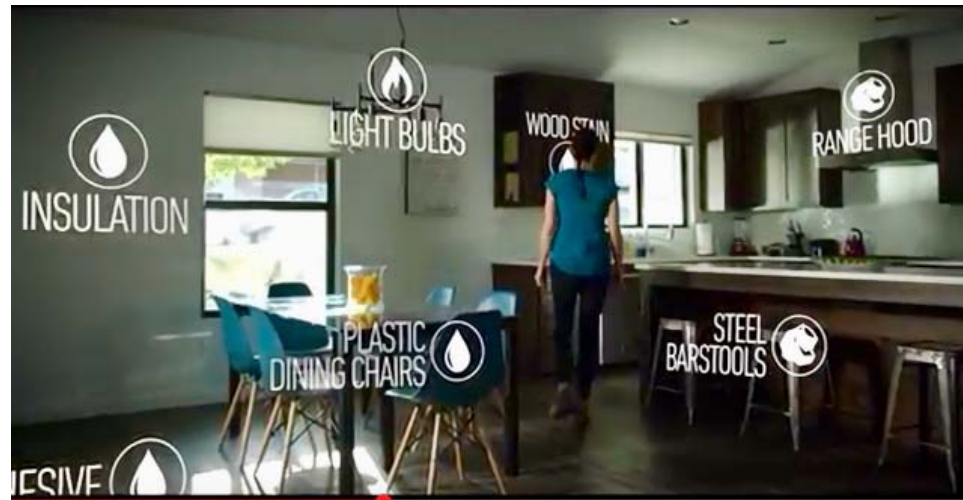 LIGHT BULBS
WOOD STAIN
RANGE HOOD
INSULATION
PLASTIC
DINING CHAIRS
STEEL
BARSTOOLS